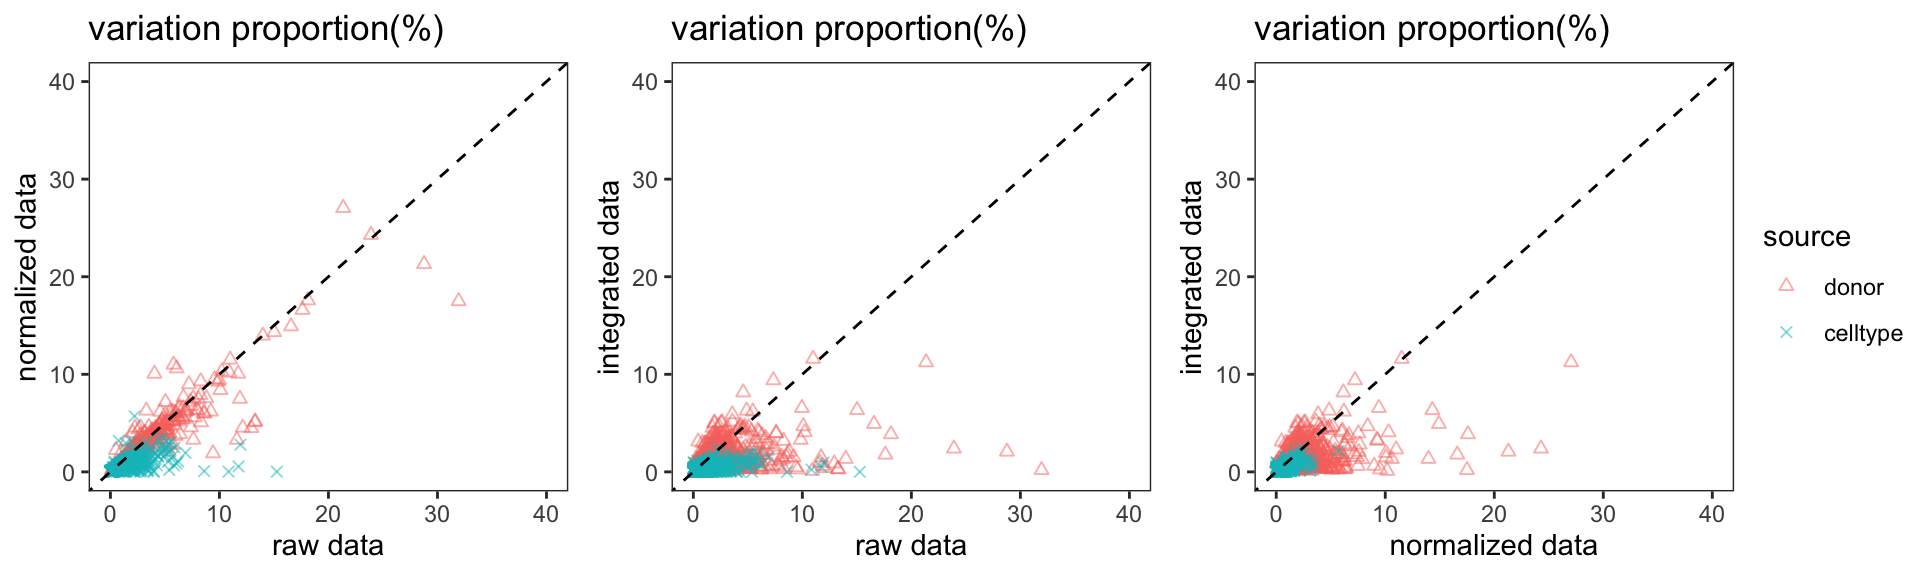 variation proportion(%)
normalized data
40
30
20
10
0
0 10 20 30 40
raw data
variation proportion(%)
integrated data
40
30
20
10
0
0 10 20 30 40
raw data
variation proportion(%)
integrated data
40
30
20
10
0
0 10 20 30 40
normalized data
source
donor
celltype